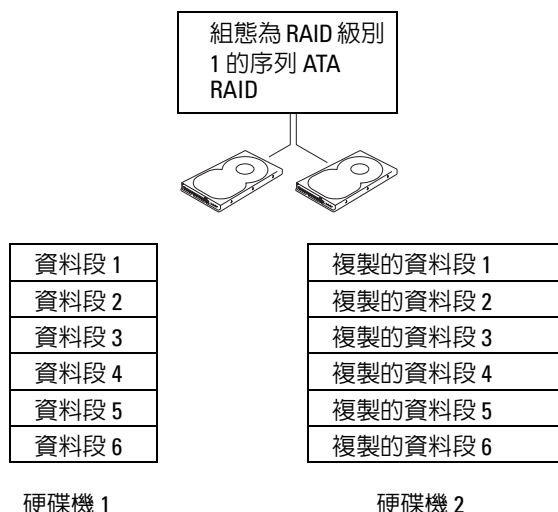 組態為 RAID 級別
1 的序列 ATA
RAID
資料段 1
資料段 2
資料段 3
資料段 4
資料段 5
資料段 6
硬碟機 1
複製的資料段 1
複製的資料段 2
複製的資料段 3
複製的資料段 4
複製的資料段 5
複製的資料段 6
硬碟機 2